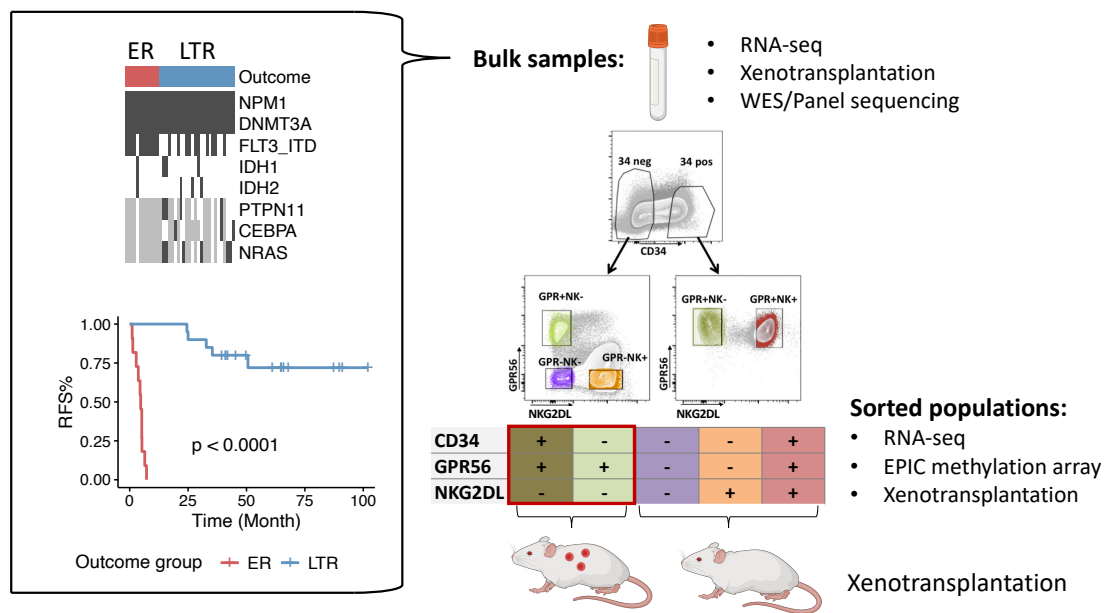 ER LTR
Outcome
NPM1
DNMT3A
FLT3_ITD
IDH1
IDH2
PTPN11
CEBPA
NRAS
RFS%
1.00
0.75
0.50
0.25
0.00
p < 0.0001
0 25 50 75 100
Time (Month)
Outcome group ER LTR
Bulk samples:
• RNA-seq
• Xenotransplantation
• WES/Panel sequencing
34 neg 34 pos
CD34
GPR+NK-
GPR-NK- GPR-NK+
GPR56
NKG2DL
GPR+NK- GPR+NK+
GPR56
NKG2DL
CD34 + - - - +
GPR56 + + - - +
NKG2DL - - - + +
Sorted populations:
• RNA-seq
• EPIC methylation array
• Xenotransplantation
Xenotransplantation